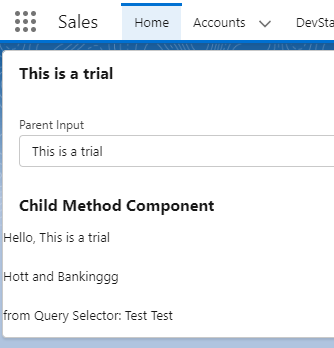 Sales Home Accounts DevSta
This is a trial
Parent Input
This is a trial
Child Method Component
Hello, This is a trial
Hott and Bankinggg
from Query Selector: Test Test